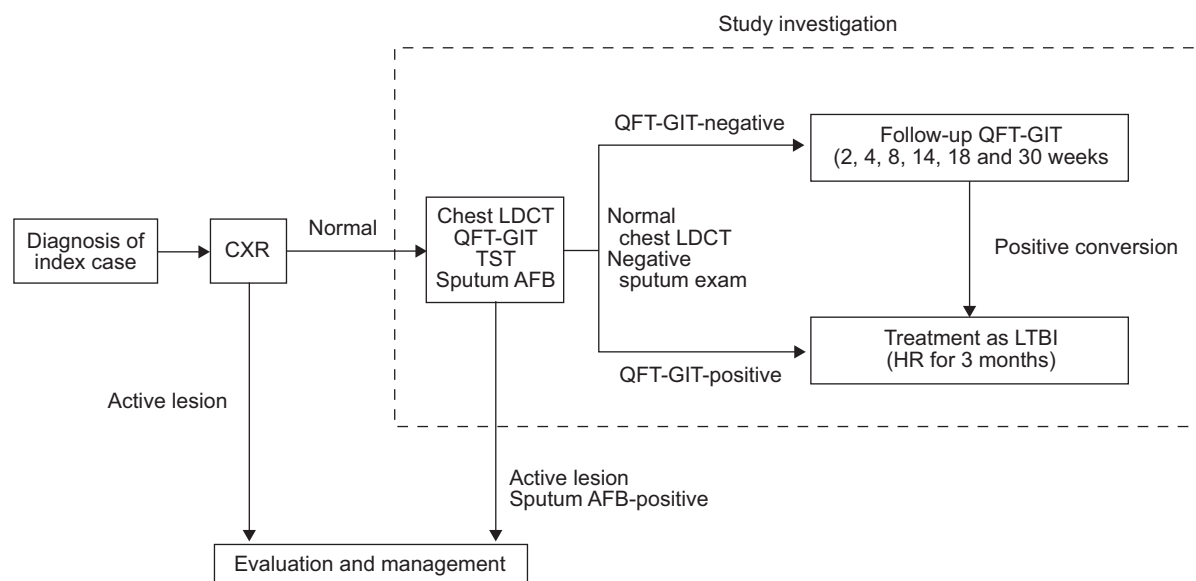 Study investigation
QFT-GIT-negative
Follow-up QFT-GIT
(2, 4, 8, 14, 18 and 30 weeks
Diagnosis of
index case
CXR
Normal
Chest LDCT
QFT-GIT
TST
Sputum AFB
Normal
chest LDCT
Negative
sputum exam
Positive conversion
Treatment as LTBI
(HR for 3 months)
QFT-GIT-positive
Active lesion
Active lesion
Sputum AFB-positive
Evaluation and management